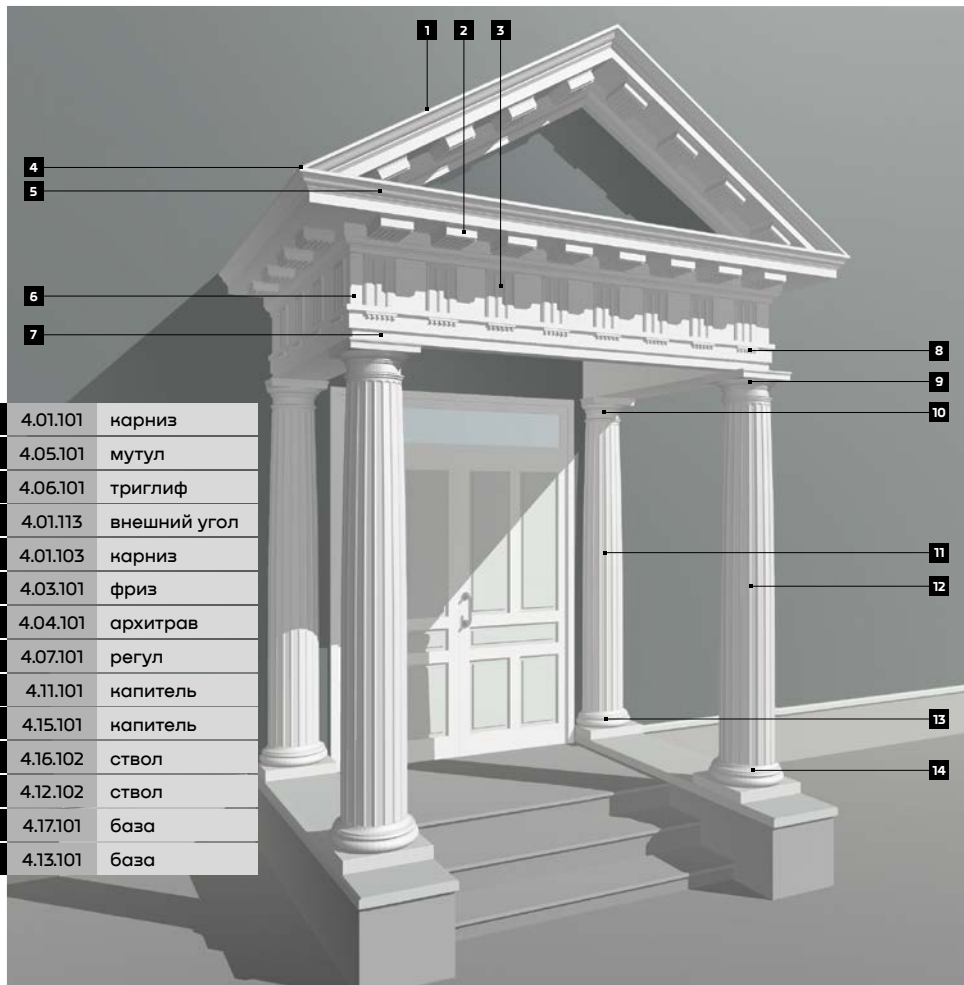 1 2 3
4
5
6
7
8
9
10
11
12
13
14
4.01.101 карниз
4.05.101 мутул
4.06.101 триглиф
4.01.113 внешний угол
4.01.103 карниз
4.03.101 фриз
4.04.101 архитрав
4.07.101 регул
4.11.101 капитель
4.15.101 капитель
4.16.102 ствол
4.12.102 ствол
4.17.101 база
4.13.101 база